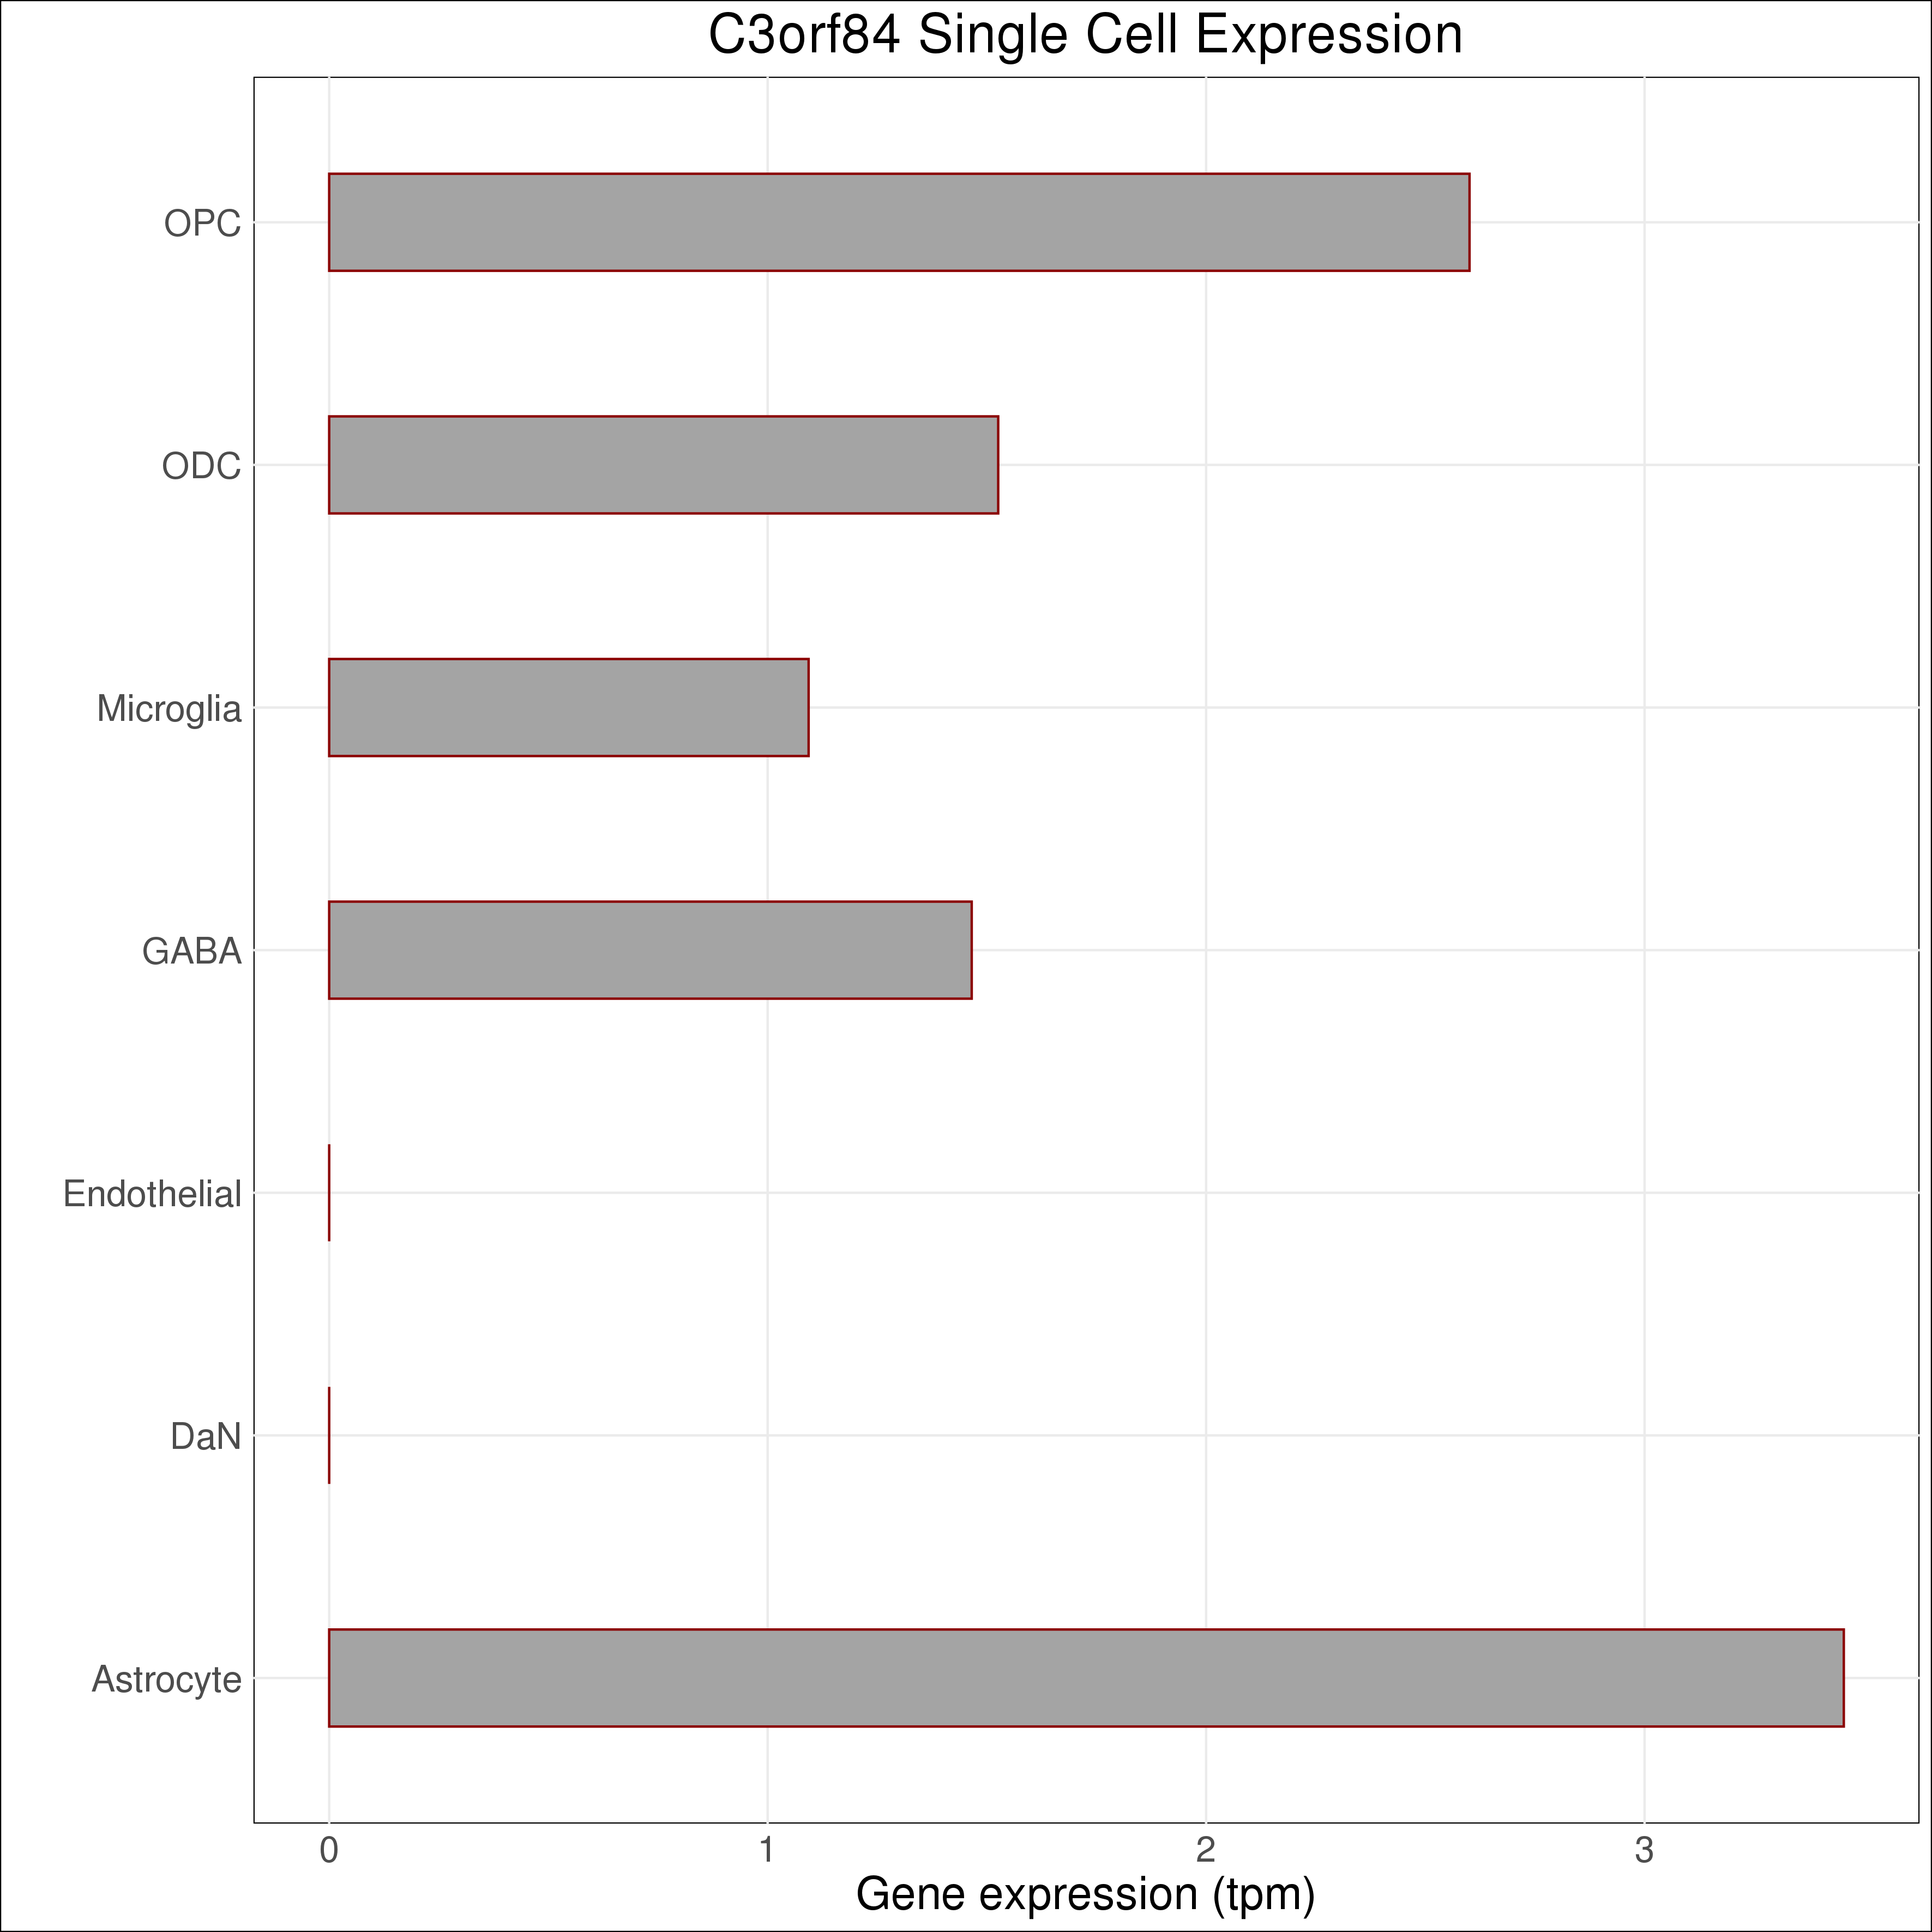 C3orf84 Single Cell Expression
OPC
ODC
Microglia
GABA
Endothelial
DaN
Astrocyte
0 1 2 3
Gene expression (tpm)